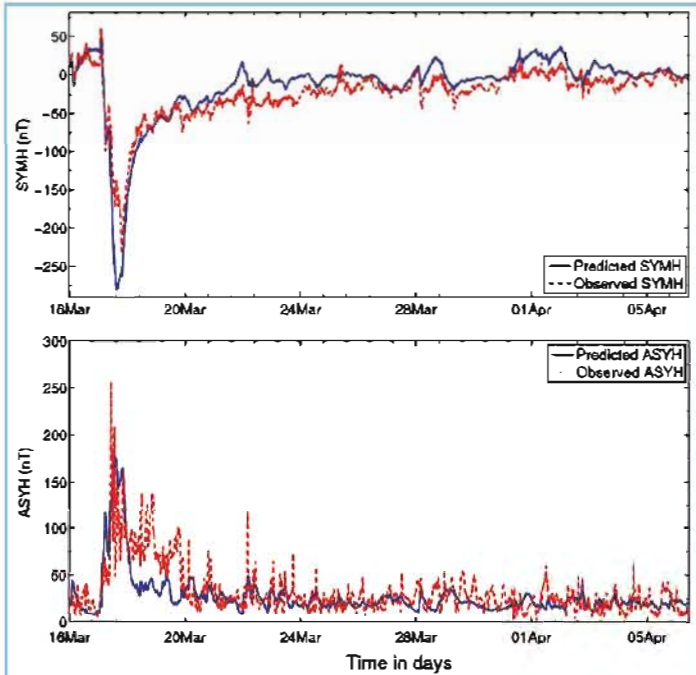 50
0
−50
−100
−150
−200
−250
SYMH (nT)
Predicted SYMH
Observed SYMH
16Mar 20Mar 24Mar 28Mar 01Apr 05Apr
300
250
200
150
100
50
0
ASYH (nT)
Predicted ASYH
Observed ASYH
16Mar 20Mar 24Mar 28Mar 01Apr 05Apr
Time in days